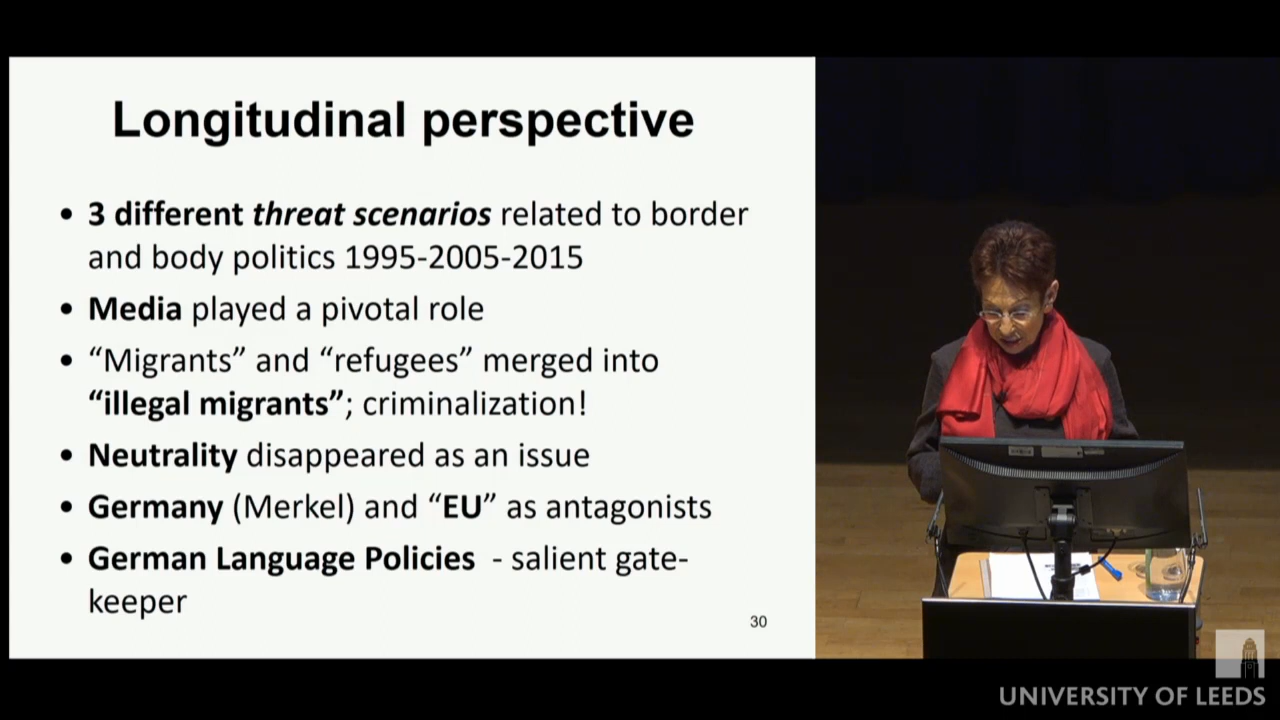 Longitudinal perspective
• 3 different threat scenarios related to border
and body politics 1995-2005-2015
• Media played a pivotal role
• “Migrants” and “refugees” merged into
“illegal migrants”; criminalization!
• Neutrality disappeared as an issue
• Germany (Merkel) and “EU” as antagonists
• German Language Policies - salient gate-
keeper
30
UNIVERSITY OF LEEDS